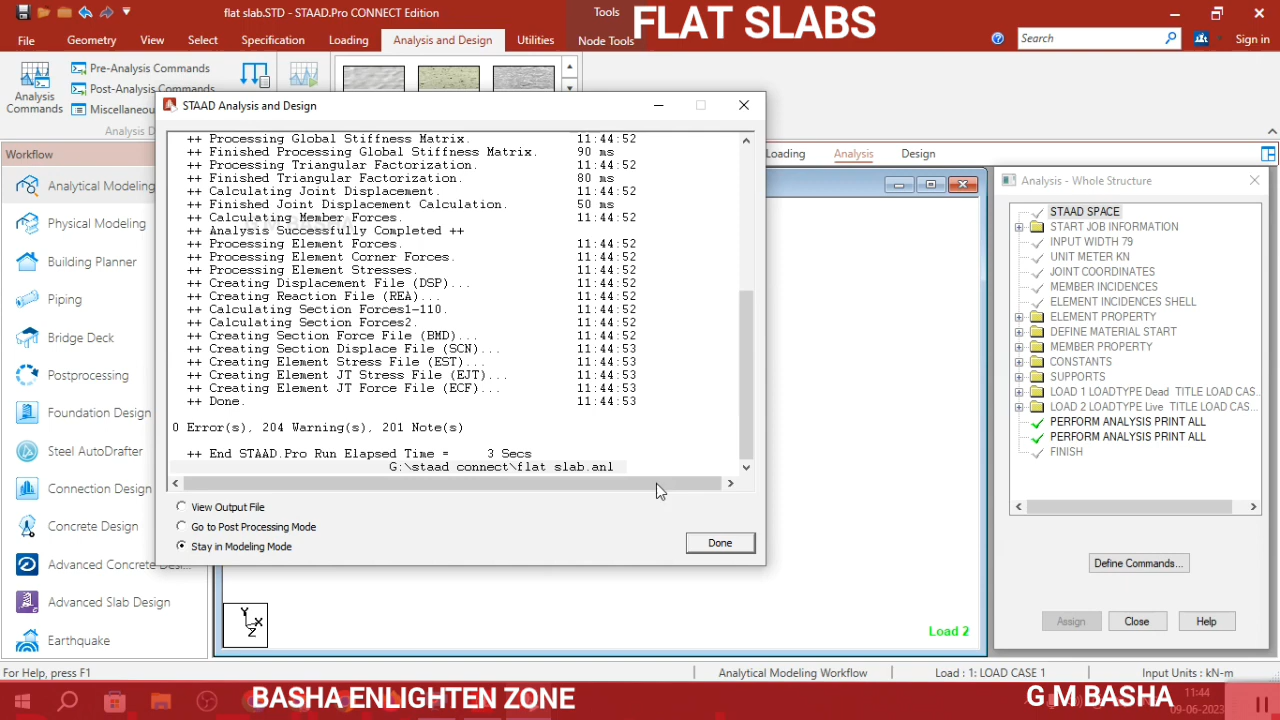 flat slab.STD - STAAD.Pro CONNECT Edition
Tools
FLAT SLABS
File
Geometry
View
Select
Specification
Loading
Analysis and Design
Utilities
Node Tools
Search
Sign in
Analysis
Commands
Pre-Analysis Commands
Post-Analysis Commands
Miscellaneou
Analysis D
STAAD Analysis and Design
++ Processing Global Stiffness Matrix. 11:44:52
++ Finished Processing Global Stiffness Matrix. 90 ms
++ Processing Triangular Factorization. 11:44:52
++ Finished Triangular Factorization. 80 ms
++ Calculating Joint Displacement. 11:44:52
++ Finished Joint Displacement Calculation. 50 ms
++ Calculating Member Forces. 11:44:52
++ Analysis Successfully Completed ++
++ Processing Element Forces. 11:44:52
++ Processing Element Corner Forces. 11:44:52
++ Processing Element Stresses. 11:44:52
++ Creating Displacement File (DSP)... 11:44:52
++ Creating Reaction File (REA)... 11:44:52
++ Calculating Section Forces1-110. 11:44:52
++ Calculating Section Forces2. 11:44:52
++ Creating Section Force File (BMD)... 11:44:52
++ Creating Section Displace File (SCN)... 11:44:53
++ Creating Element Stress File (EST)... 11:44:53
++ Creating Element JT Stress File (EJT)... 11:44:53
++ Creating Element JT Force File (ECF)... 11:44:53
++ Done. 11:44:53
0 Error(s), 204 Warning(s), 201 Note(s)
++ End STAAD.Pro Run Elapsed Time = 3 Secs
G:\staad connect\flat slab.anl
View Output File
Go to Post Processing Mode
Stay in Modeling Mode
Done
Workflow
Analytical Modeling
Physical Modeling
Building Planner
Piping
Bridge Deck
Postprocessing
Foundation Design
Steel AutoDrafter
Connection Design
Concrete Design
Advanced Concrete Desi...
Advanced Slab Design
Earthquake
Loading
Analysis
Design
Y
X
Z
Load 2
Analysis - Whole Structure
STAAD SPACE
START JOB INFORMATION
INPUT WIDTH 79
UNIT METER KN
JOINT COORDINATES
MEMBER INCIDENCES
ELEMENT INCIDENCES SHELL
ELEMENT PROPERTY
DEFINE MATERIAL START
MEMBER PROPERTY
CONSTANTS
SUPPORTS
LOAD 1 LOADTYPE Dead TITLE LOAD CAS...
LOAD 2 LOADTYPE Live TITLE LOAD CAS...
PERFORM ANALYSIS PRINT ALL
PERFORM ANALYSIS PRINT ALL
FINISH
Define Commands...
Assign
Close
Help
For Help, press F1
Analytical Modeling Workflow
Load : 1: LOAD CASE 1
Input Units : kN-m
BASHA ENLIGHTEN ZONE
G M BASHA
11:44
09-06-2023